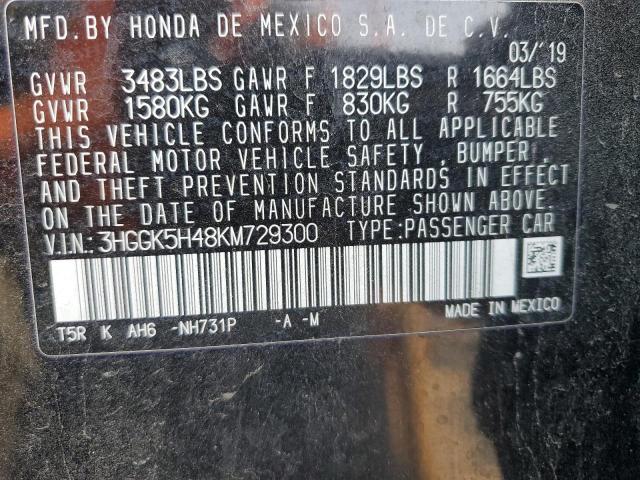 MFD. BY HONDA DE MEXICO S.A. DE C.V.
03/'19
GVWR 3483LBS GAWR F 1829LBS R 1664LBS
GVWR 1580KG GAWR F 830KG R 755KG
THIS VEHICLE CONFORMS TO ALL APPLICABLE
FEDERAL MOTOR VEHICLE SAFETY, BUMPER,
AND THEFT PREVENTION STANDARDS IN EFFECT
ON THE DATE OF MANUFACTURE SHOWN ABOVE.
V.I.N.: 3HGGK5H48KM729300 TYPE:PASSENGER CAR
T5R K AH6 -NH731P -A -M
MADE IN MEXICO